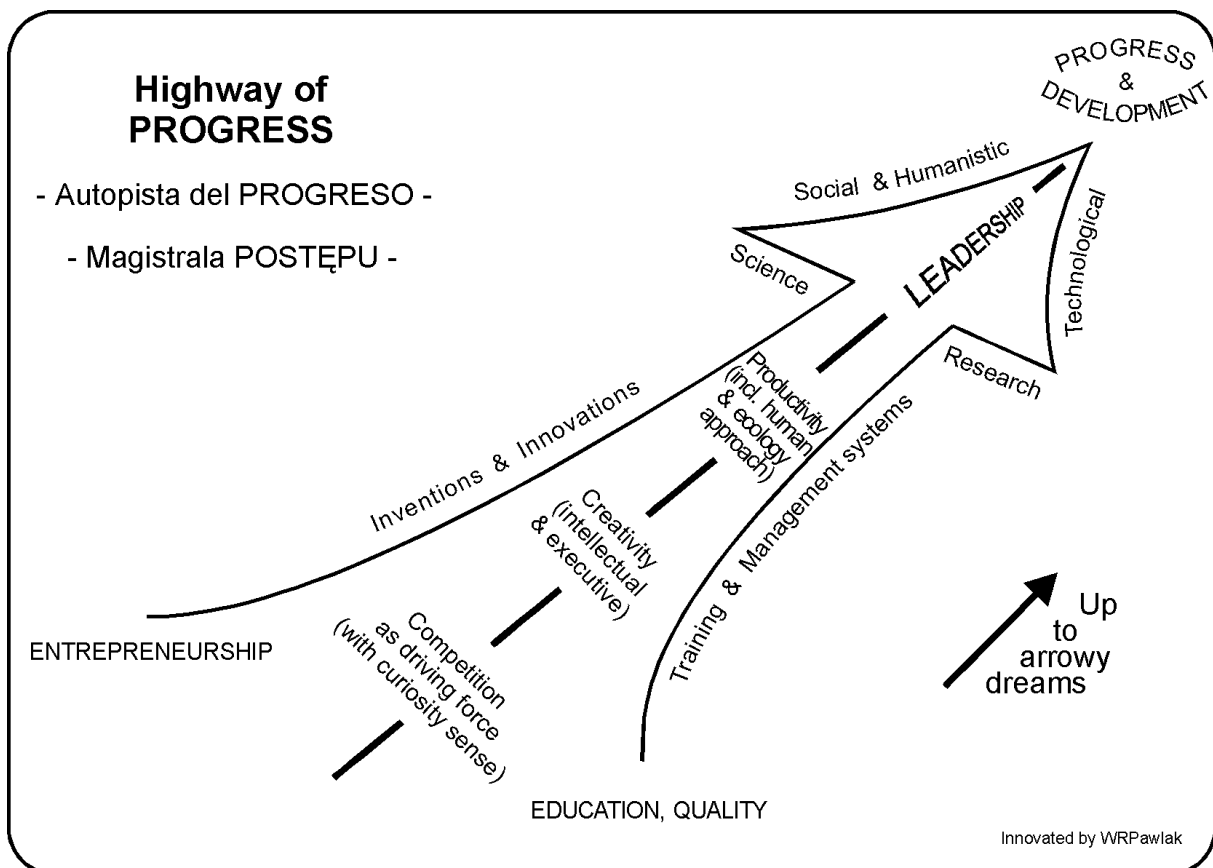 Highway of
PROGRESS
- Autopista del PROGRESO -
- Magistrala POSTĘPU -
PROGRESS
&
DEVELOPMENT
Social & Humanistic
Science
LEADERSHIP
Technological
Research
Inventions & Innovations
Productivity
(incl. human
& ecology
approach)
Creativity
(intellectual
& executive)
Competition
as driving force
(with curiosity sense)
Training & Management systems
ENTREPRENEURSHIP
EDUCATION, QUALITY
Up
to
arrowy
dreams
Innovated by WRPawlak